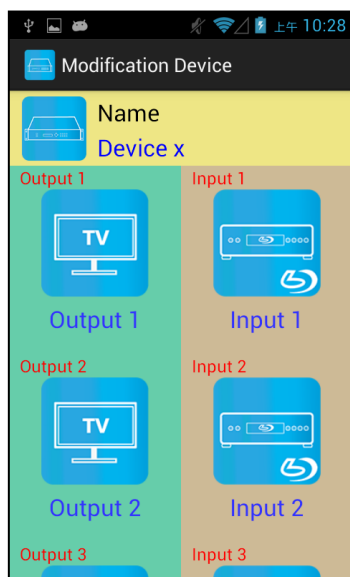 上午 10:28
Modification Device
Name
Device x
Output 1 Input 1
TV
Output 1 Input 1
Output 2 Input 2
TV
Output 2 Input 2
Output 3 Input 3